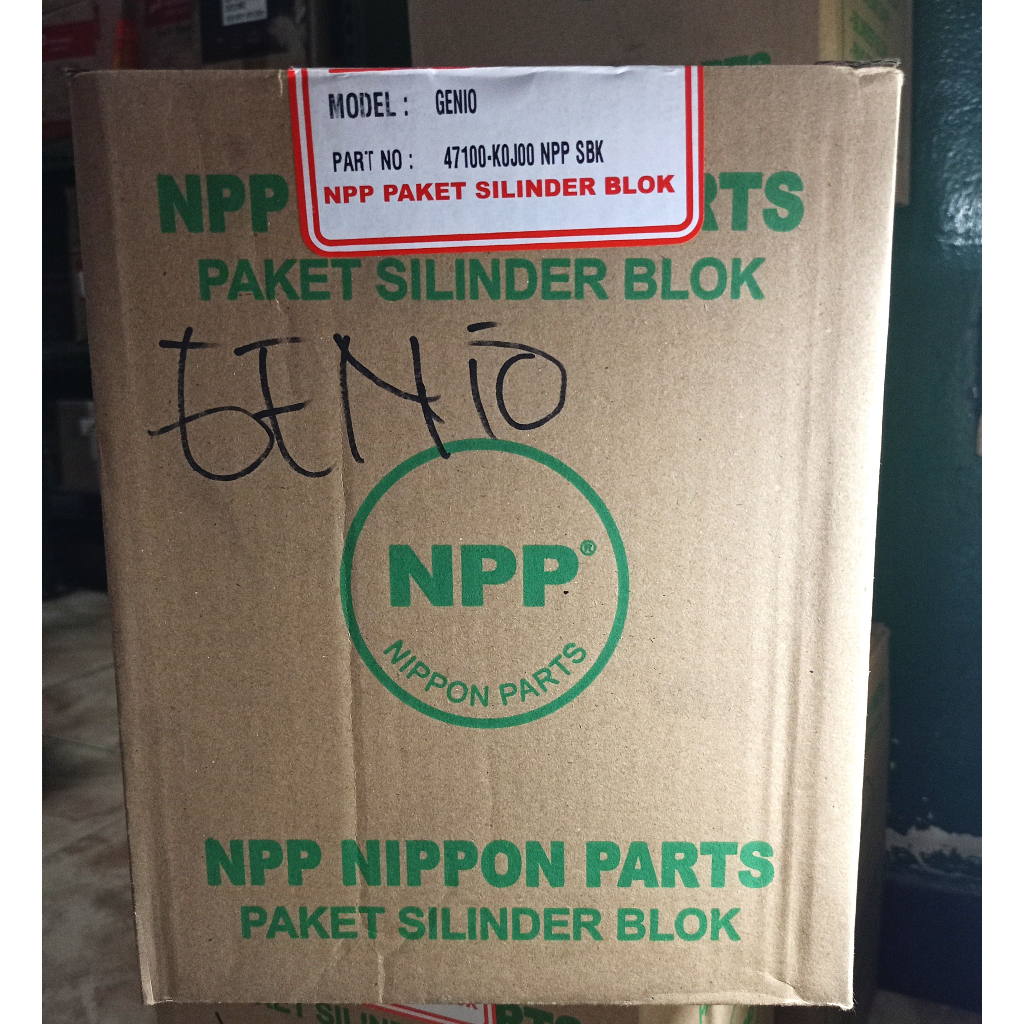 MODEL : GENIO
PART NO : 47100-K0J00 NPP SBK
NPP PAKET SILINDER BLOK
NPP RTS
PAKET SILINDER BLOK
GENIO
NPP®
NIPPON PARTS
NPP NIPPON PARTS
PAKET SILINDER BLOK